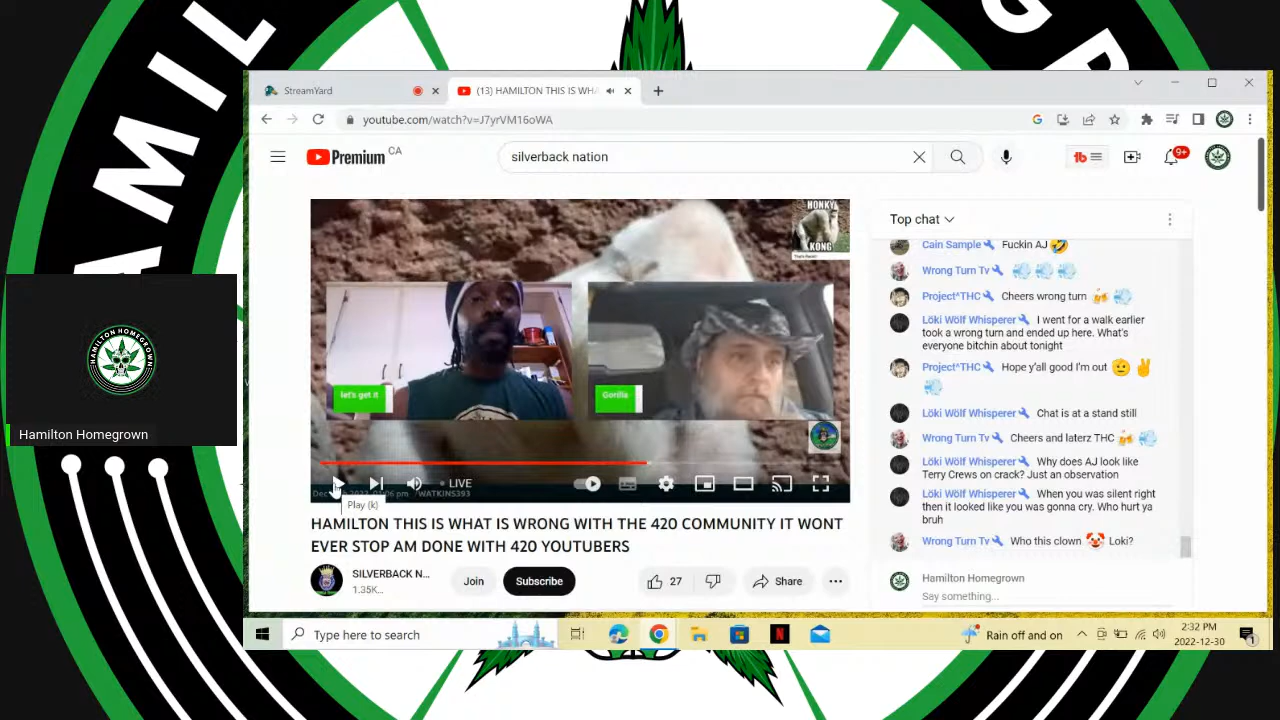 AMIL
GR
StreamYard
(13) HAMILTON THIS IS WHA
youtube.com/watch?v=J7yrVM16oWA
Premium CA
silverback nation
9+
HONKY
KONG
let's get it
Gorilla
LIVE
Play (k)
HAMILTON THIS IS WHAT IS WRONG WITH THE 420 COMMUNITY IT WONT
EVER STOP AM DONE WITH 420 YOUTUBERS
SILVERBACK N...
1.35K...
Join
Subscribe
27
Share
Top chat
Cain Sample Fuckin AJ 🤣
Wrong Turn Tv 💨 💨 💨
Project^THC Cheers wrong turn 🍻 💨
Löki Wölf Whisperer I went for a walk earlier
took a wrong turn and ended up here. What's
everyone bitchin about tonight
Project^THC Hope y'all good I'm out 🫡 ✌
💨
Löki Wölf Whisperer Chat is at a stand still
Wrong Turn Tv Cheers and laterz THC 🍻 💨
Löki Wölf Whisperer Why does AJ look like
Terry Crews on crack? Just an observation
Löki Wölf Whisperer When you was silent right
then it looked like you was gonna cry. Who hurt ya
bruh
Wrong Turn Tv Who this clown 🤡 Loki?
Hamilton Homegrown
Say something...
HAMILTON HOMEGROWN
Hamilton Homegrown
Type here to search
Rain off and on
2:32 PM
2022-12-30
1